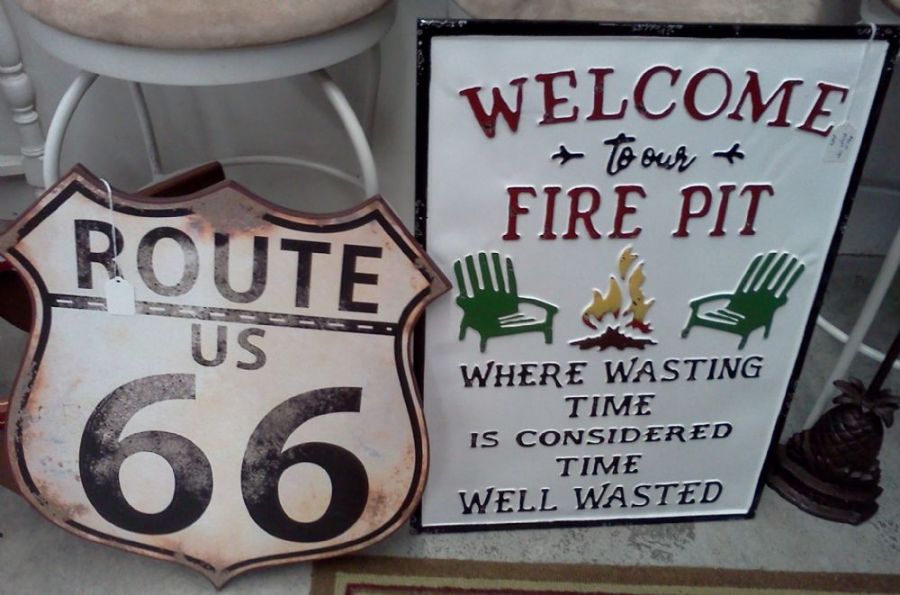 ROUTE
US
66
WELCOME
to our
FIRE PIT
WHERE WASTING
TIME
IS CONSIDERED
TIME
WELL WASTED